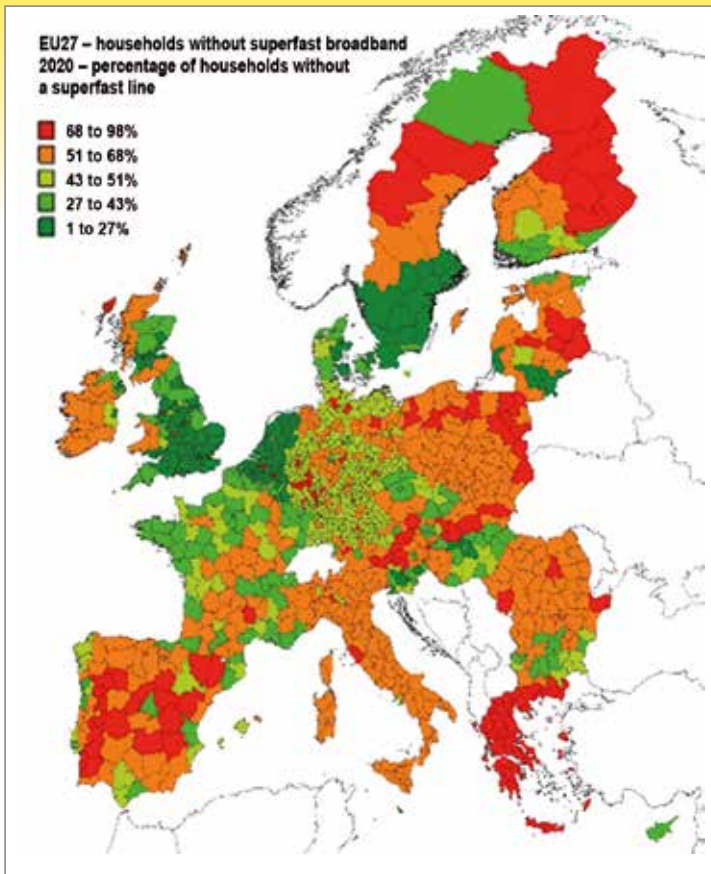 EU27 – households without superfast broadband
2020 – percentage of households without
a superfast line
68 to 98%
51 to 68%
43 to 51%
27 to 43%
1 to 27%